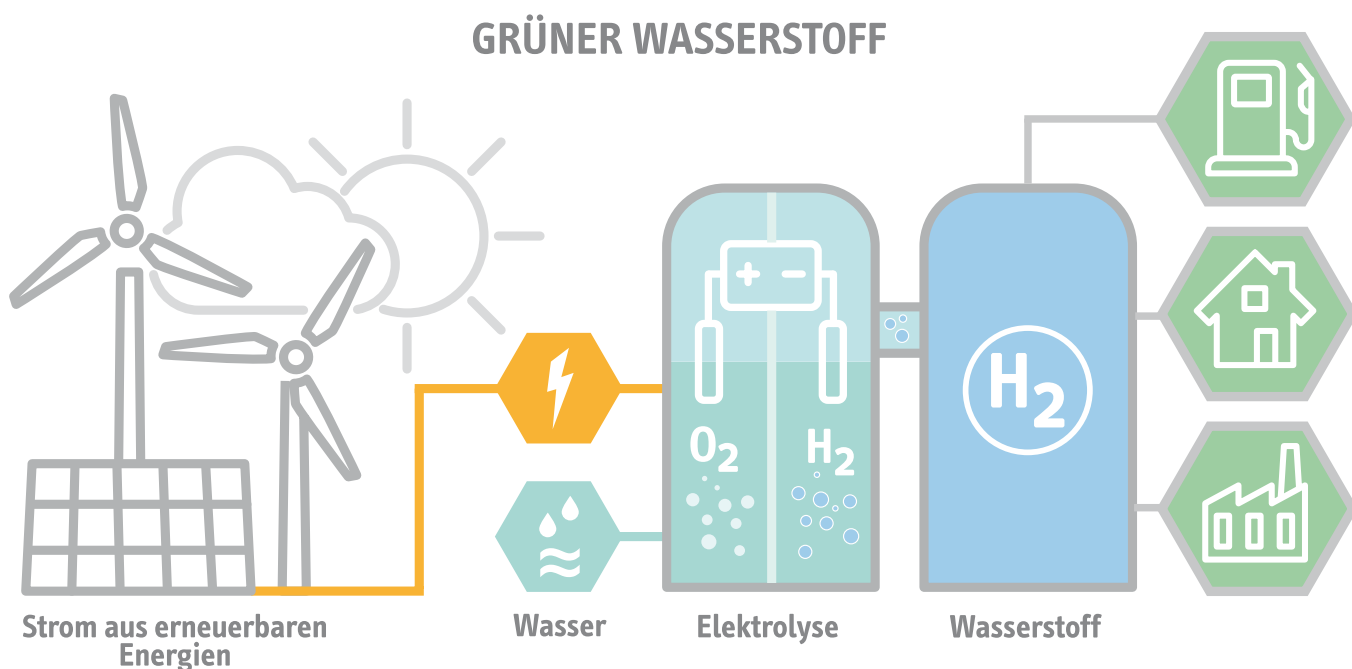 GRÜNER WASSERSTOFF
+ −
O₂
H₂
H₂
Strom aus erneuerbaren
Energien
Wasser
Elektrolyse
Wasserstoff